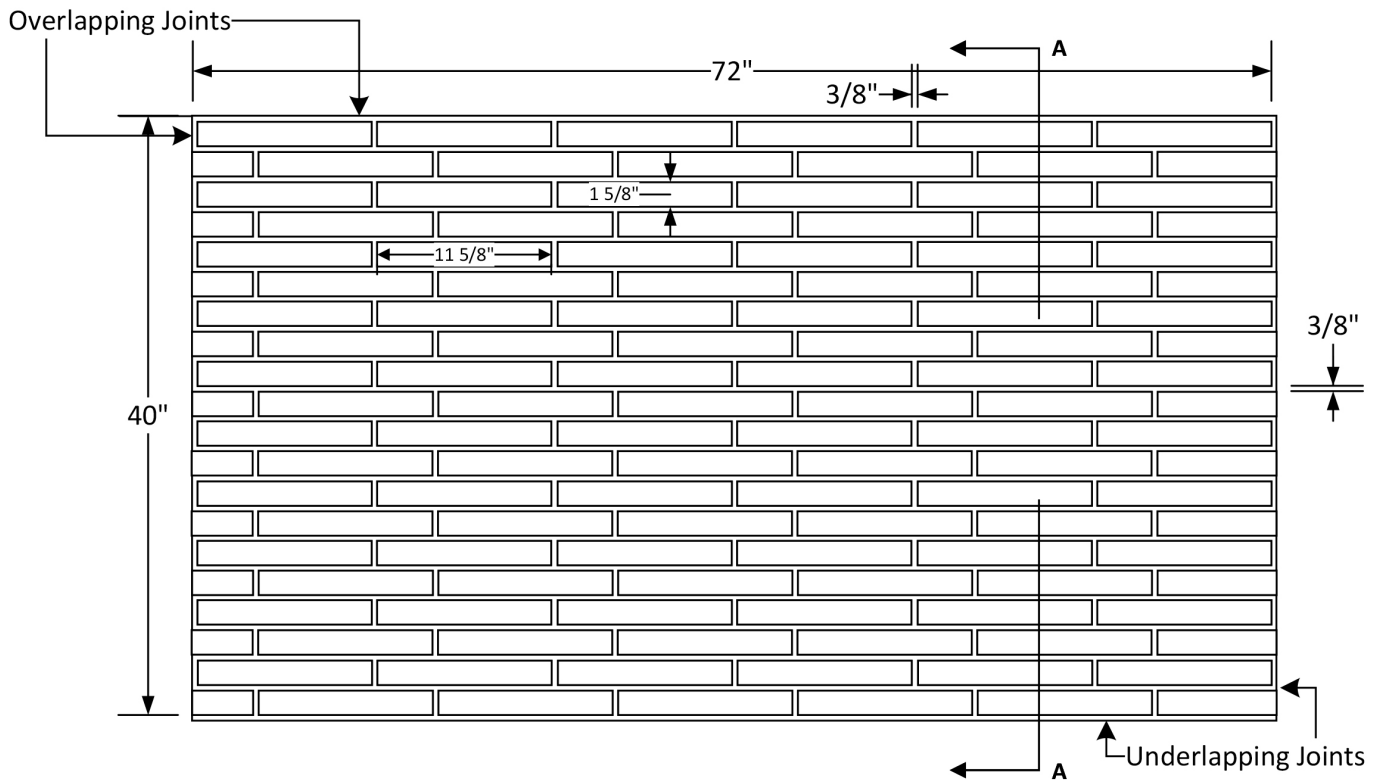 Overlapping Joints
A
72"
3/8"
1 5/8"
11 5/8"
3/8"
40"
Underlapping Joints
A